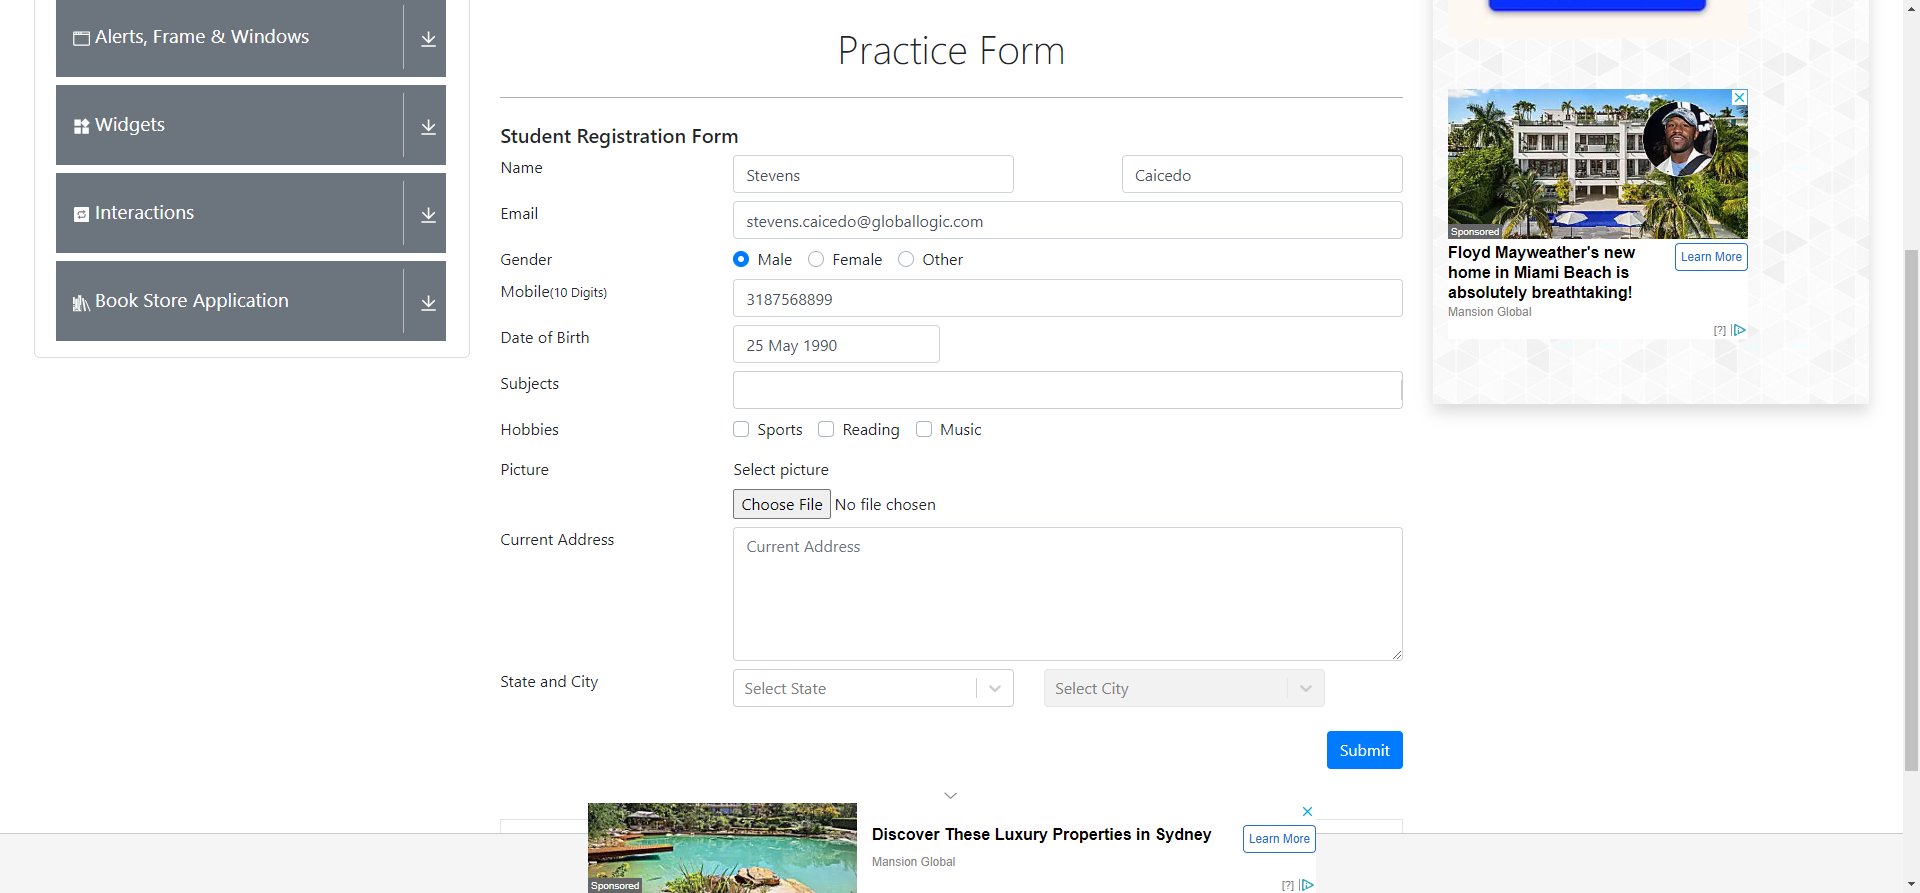 Alerts, Frame & Windows
Widgets
Interactions
Book Store Application
Practice Form
Student Registration Form
Name
Stevens
Caicedo
Email
stevens.caicedo@globallogic.com
Gender
Male
Female
Other
Mobile(10 Digits)
3187568899
Date of Birth
25 May 1990
Subjects
Hobbies
Sports
Reading
Music
Picture
Select picture
Choose File No file chosen
Current Address
Current Address
State and City
Select State
Select City
Submit
Sponsored
Floyd Mayweather's new
home in Miami Beach is
absolutely breathtaking!
Learn More
Mansion Global
[?]
Discover These Luxury Properties in Sydney
Mansion Global
Learn More
Sponsored
[?]